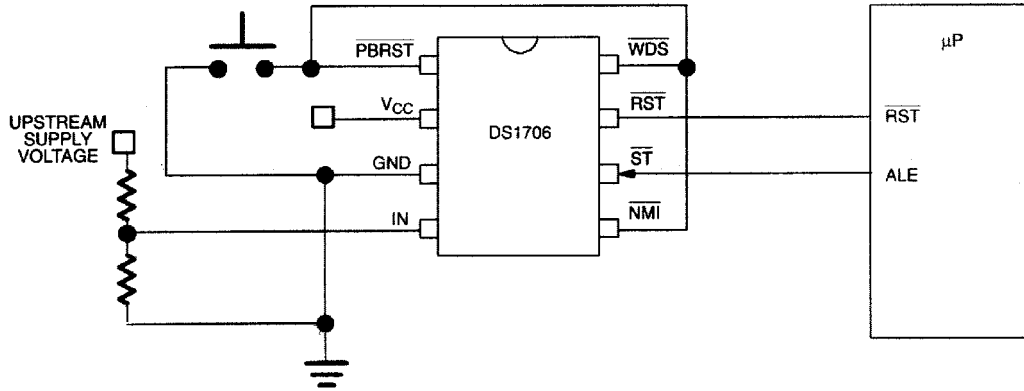 PBRST
WDS
μP
VCC
RST
RST
UPSTREAM
SUPPLY
VOLTAGE
DS1706
GND
ST
ALE
IN
NMI